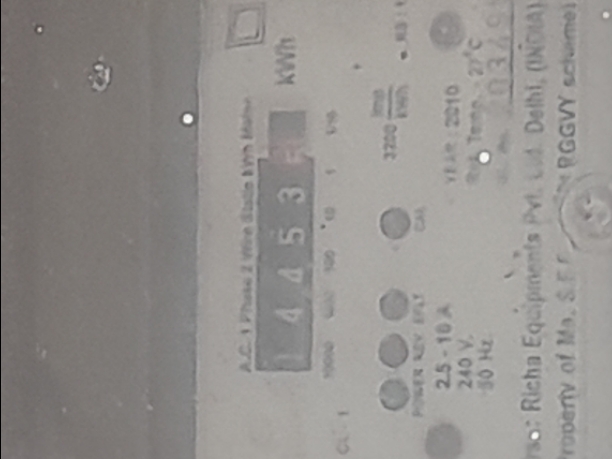 A.C. 1 Phase 2 Wire Static kWh Meter
1 4 4 5 3
kWh
10000 1000 100 10 1 1/10
CL : 1
3200 imp/kWh
POWER REV EFLT CAL
2.5 - 10 A
240 V.
50 Hz.
YEAR : 2010
Ref. Temp. : 27°C
Richa Equipments Pvt. Ltd. Delhi, (INDIA)
Property of M/s. RGGVY scheme)